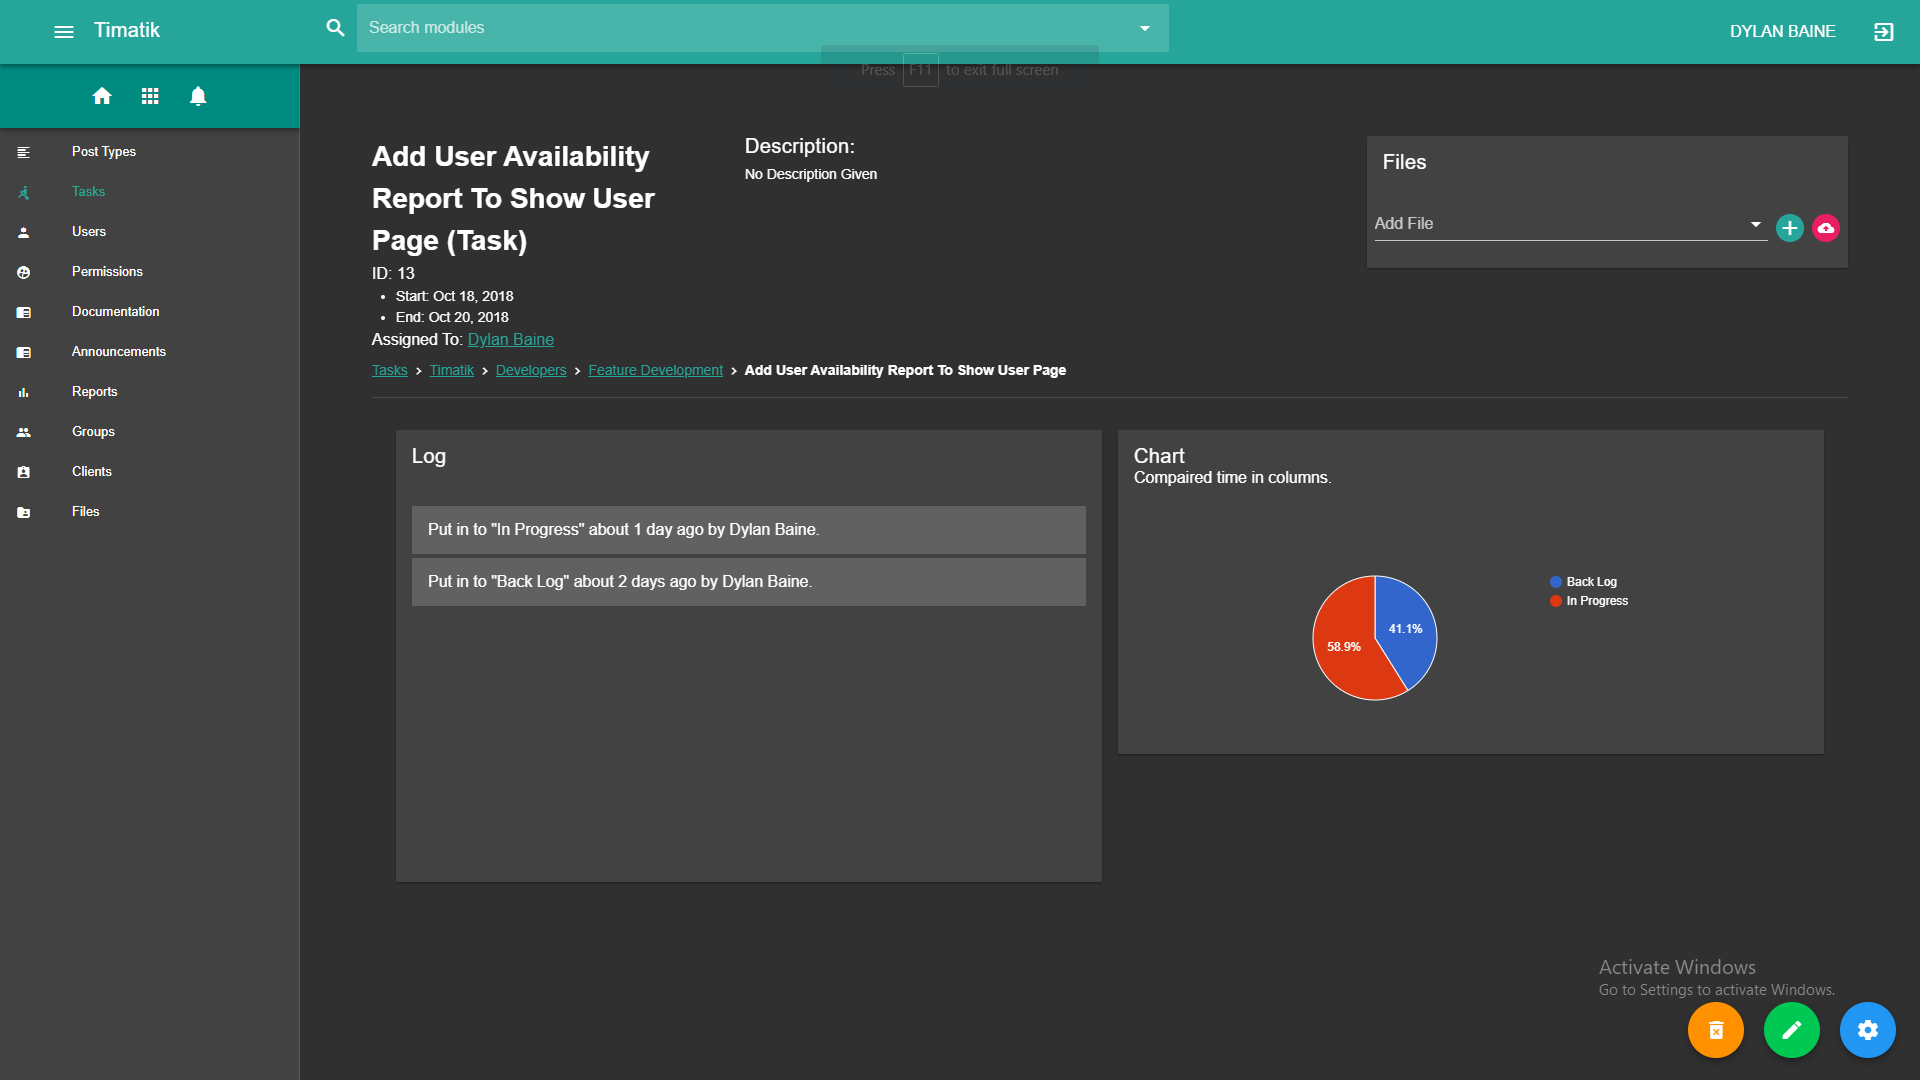 Timatik
Search modules
DYLAN BAINE
Press F11 to exit full screen
Post Types
Tasks
Users
Permissions
Documentation
Announcements
Reports
Groups
Clients
Files
Add User Availability
Report To Show User
Page (Task)
ID: 13
• Start: Oct 18, 2018
• End: Oct 20, 2018
Assigned To: Dylan Baine
Description:
No Description Given
Files
Add File
Tasks > Timatik > Developers > Feature Development > Add User Availability Report To Show User Page
Log
Put in to "In Progress" about 1 day ago by Dylan Baine.
Put in to "Back Log" about 2 days ago by Dylan Baine.
Chart
Compaired time in columns.
41.1%
58.9%
Back Log
In Progress
Activate Windows
Go to Settings to activate Windows.